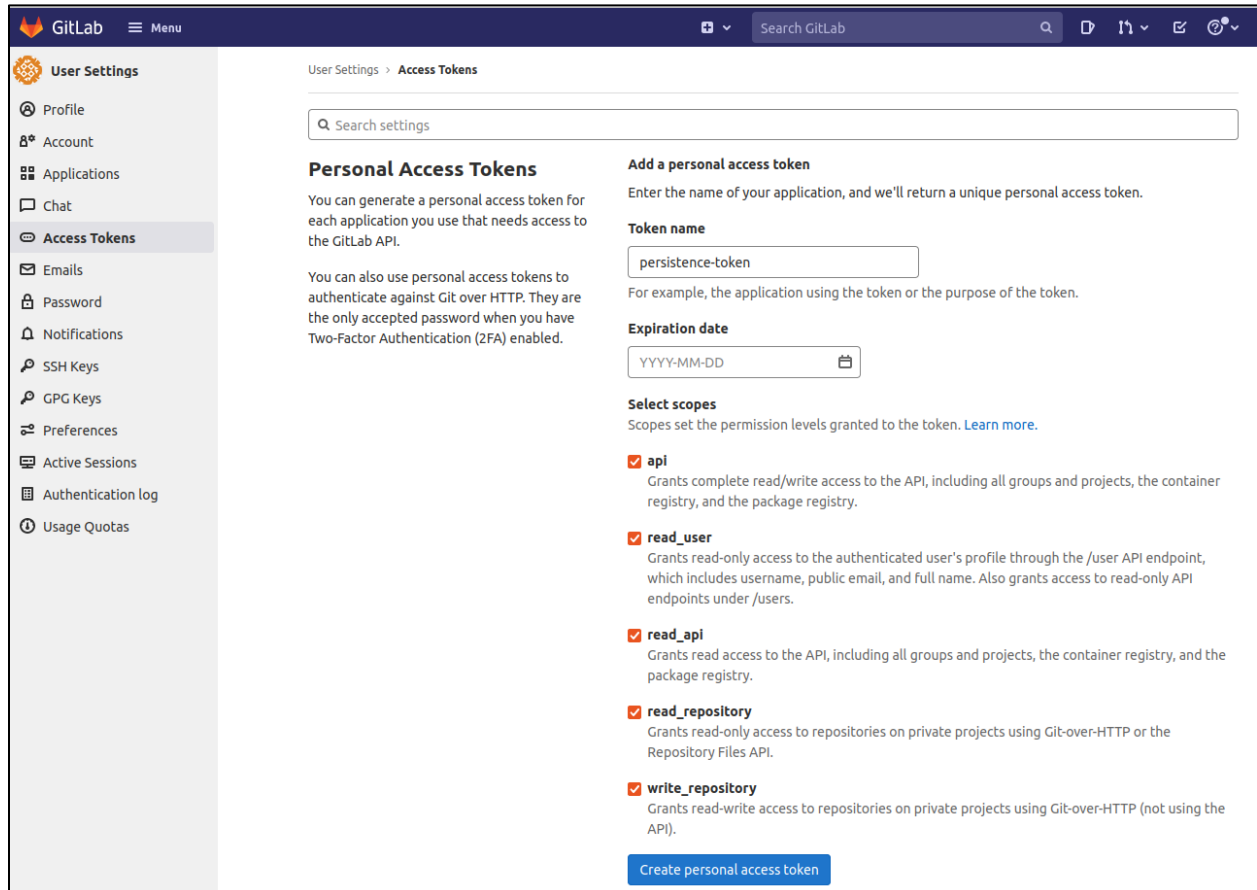 GitLab Menu Search GitLab
User Settings
Profile
Account
Applications
Chat
Access Tokens
Emails
Password
Notifications
SSH Keys
GPG Keys
Preferences
Active Sessions
Authentication log
Usage Quotas
User Settings > Access Tokens
Search settings
Personal Access Tokens
You can generate a personal access token for
each application you use that needs access to
the GitLab API.
You can also use personal access tokens to
authenticate against Git over HTTP. They are
the only accepted password when you have
Two-Factor Authentication (2FA) enabled.
Add a personal access token
Enter the name of your application, and we'll return a unique personal access token.
Token name
persistence-token
For example, the application using the token or the purpose of the token.
Expiration date
YYYY-MM-DD
Select scopes
Scopes set the permission levels granted to the token. Learn more.
api
Grants complete read/write access to the API, including all groups and projects, the container
registry, and the package registry.
read_user
Grants read-only access to the authenticated user's profile through the /user API endpoint,
which includes username, public email, and full name. Also grants access to read-only API
endpoints under /users.
read_api
Grants read access to the API, including all groups and projects, the container registry, and the
package registry.
read_repository
Grants read-only access to repositories on private projects using Git-over-HTTP or the
Repository Files API.
write_repository
Grants read-write access to repositories on private projects using Git-over-HTTP (not using the
API).
Create personal access token